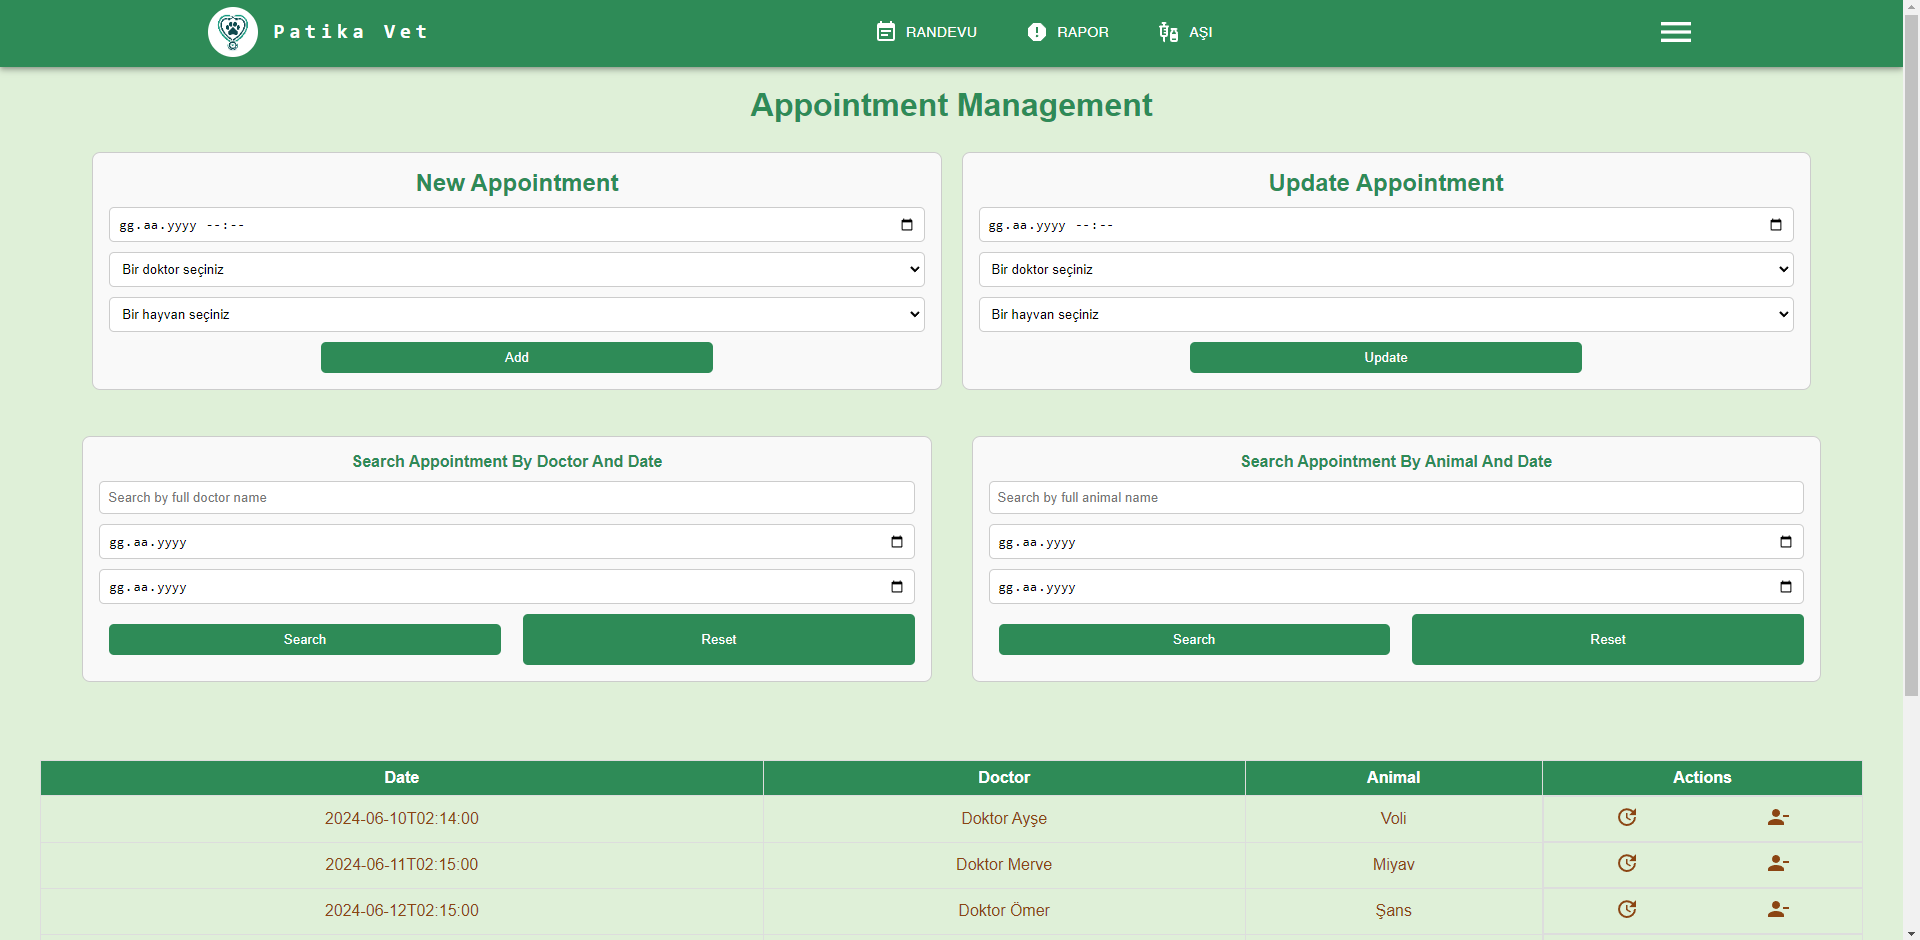 Patika Vet
RANDEVU
RAPOR
AŞI
Appointment Management
New Appointment
gg.aa.yyyy --:--
Bir doktor seçiniz
Bir hayvan seçiniz
Add
Update Appointment
gg.aa.yyyy --:--
Bir doktor seçiniz
Bir hayvan seçiniz
Update
Search Appointment By Doctor And Date
Search by full doctor name
gg.aa.yyyy
gg.aa.yyyy
Search Reset
Search Appointment By Animal And Date
Search by full animal name
gg.aa.yyyy
gg.aa.yyyy
Search Reset
Date Doctor Animal Actions
2024-06-10T02:14:00 Doktor Ayşe Voli
2024-06-11T02:15:00 Doktor Merve Miyav
2024-06-12T02:15:00 Doktor Ömer Şans